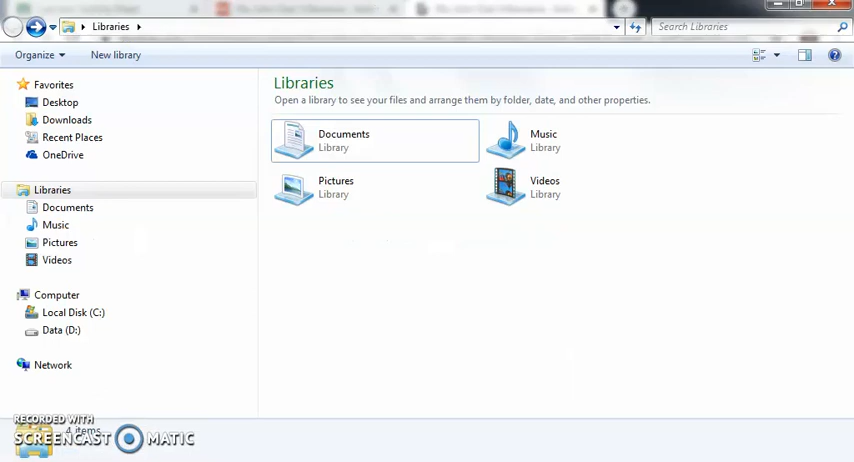 Libraries
Search Libraries
Organize
New library
Favorites
Desktop
Downloads
Recent Places
OneDrive
Libraries
Documents
Music
Pictures
Videos
Computer
Local Disk (C:)
Data (D:)
Network
Libraries
Open a library to see your files and arrange them by folder, date, and other properties.
Documents
Library
Music
Library
Pictures
Library
Videos
Library
4 items
RECORDED WITH
SCREENCAST MATIC